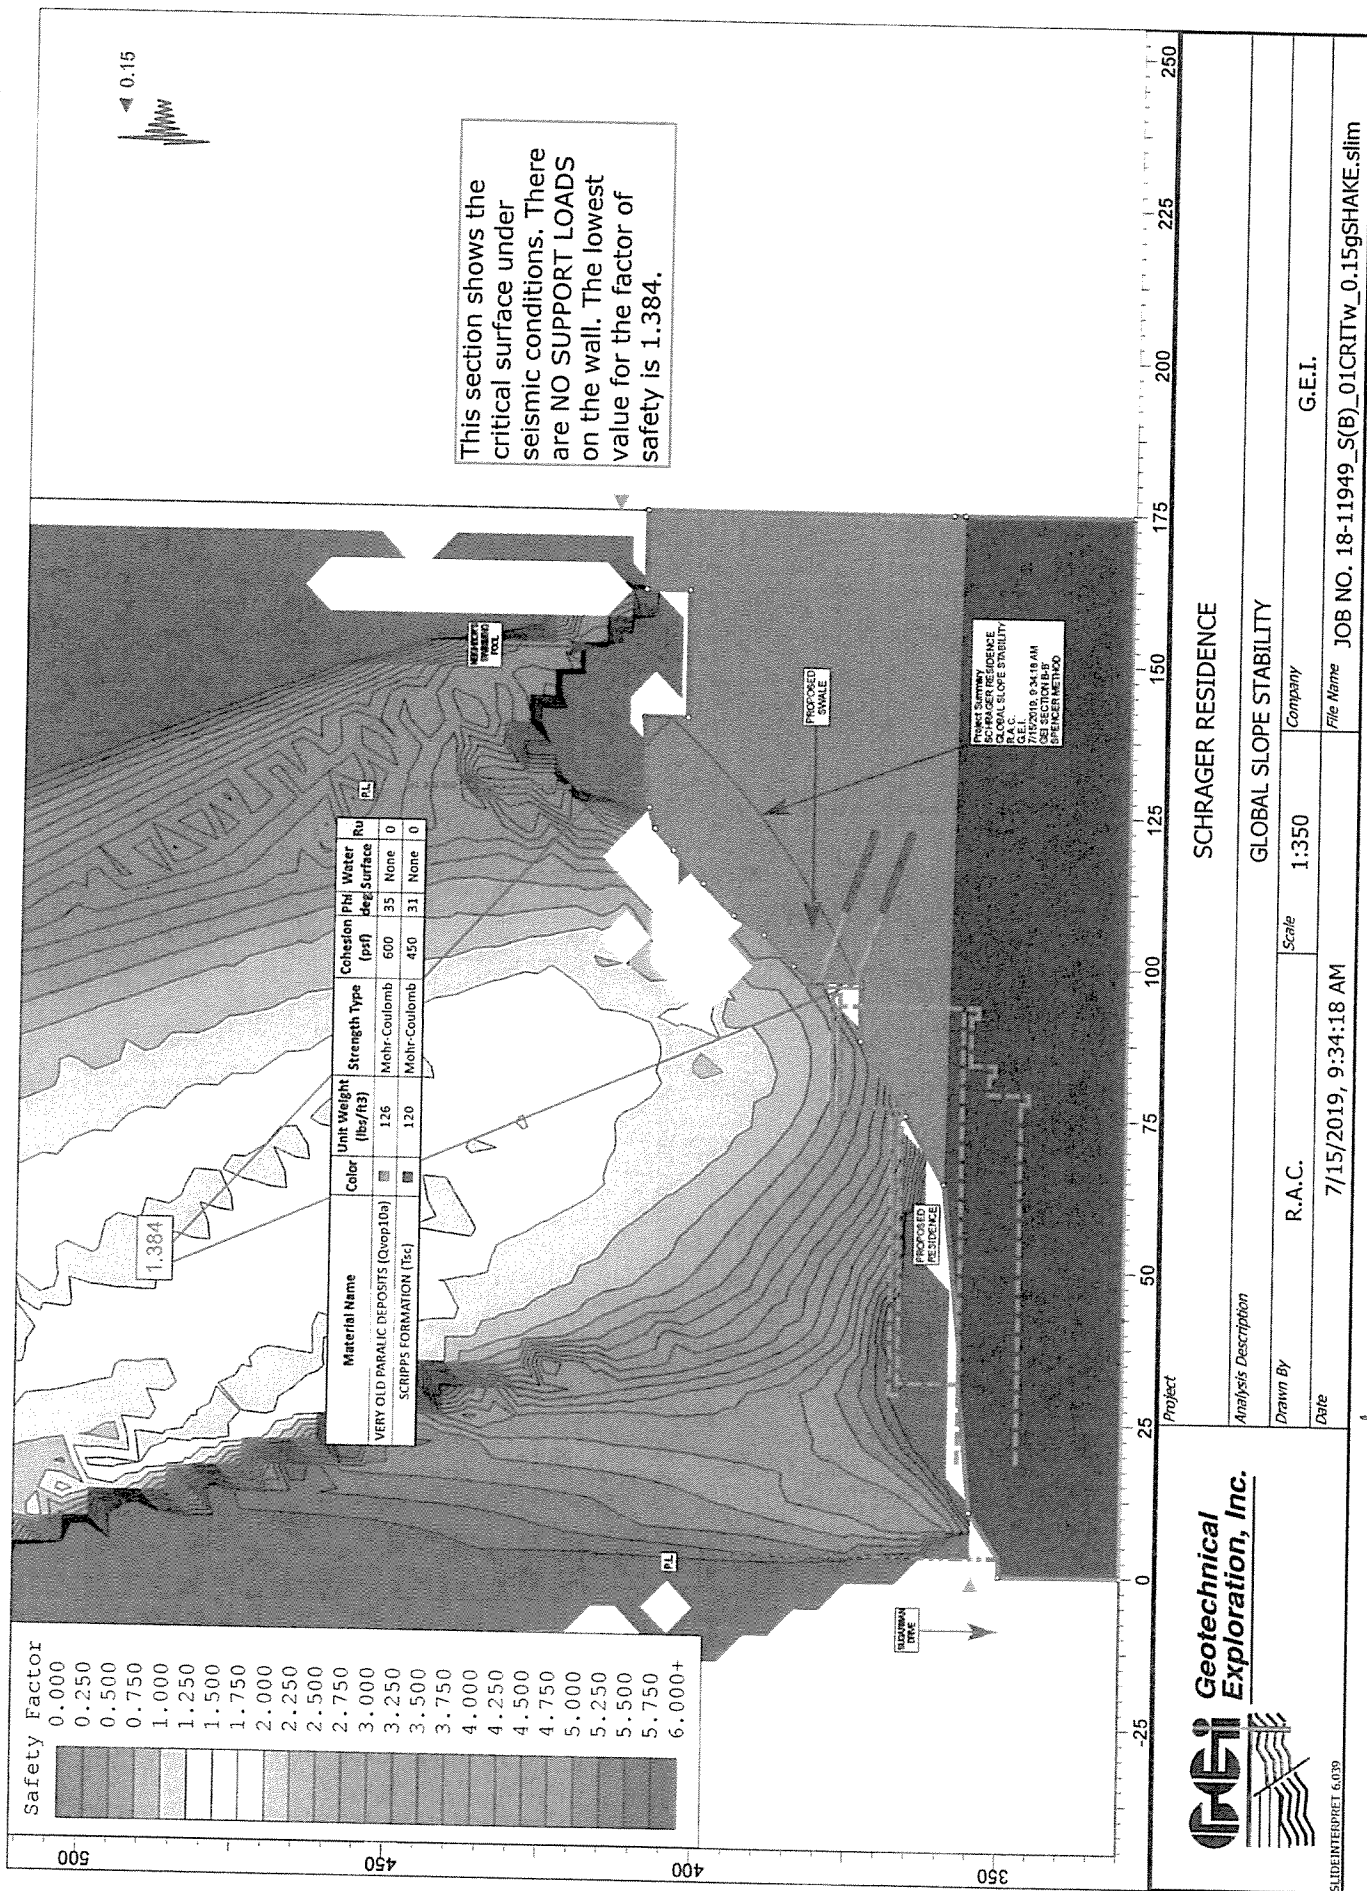 Safety Factor
0.000
0.250
0.500
0.750
1.000
1.250
1.500
1.750
2.000
2.250
2.500
2.750
3.000
3.250
3.500
3.750
4.000
4.250
4.500
4.750
5.000
5.250
5.500
5.750
6.000+
0.15
This section shows the
critical surface under
seismic conditions. There
are NO SUPPORT LOADS
on the wall. The lowest
value for the factor of
safety is 1.384.
1.384
Material Name Color Unit Weight (lbs/ft3) Strength Type Cohesion (psf) Phi deg Water Surface Ru
VERY OLD PARALIC DEPOSITS (Qvop10a) 126 Mohr-Coulomb 600 35 None 0
SCRIPPS FORMATION (Tsc) 120 Mohr-Coulomb 450 31 None 0
P.L.
NEIGHBOR'S
SWIMMING
POOL
P.L.
PROPOSED
SWALE
Project Summary
SCHRAGER RESIDENCE
GLOBAL SLOPE STABILITY
R.A.C.
G.E.I.
7/15/2019, 9:34:18 AM
GEI SECTION B-B'
SPENCER METHOD
PROPOSED
RESIDENCE
DRIVE
500
450
400
350
-25 0 25 50 75 100 125 150 175 200 225 250
GEI Geotechnical
Exploration, Inc.
SLIDEINTERPRET 6.039
Project
SCHRAGER RESIDENCE
Analysis Description
GLOBAL SLOPE STABILITY
Drawn By R.A.C. Scale 1:350 Company G.E.I.
Date 7/15/2019, 9:34:18 AM File Name JOB NO. 18-11949_S(B)_01CRITw_0.15gSHAKE.slim